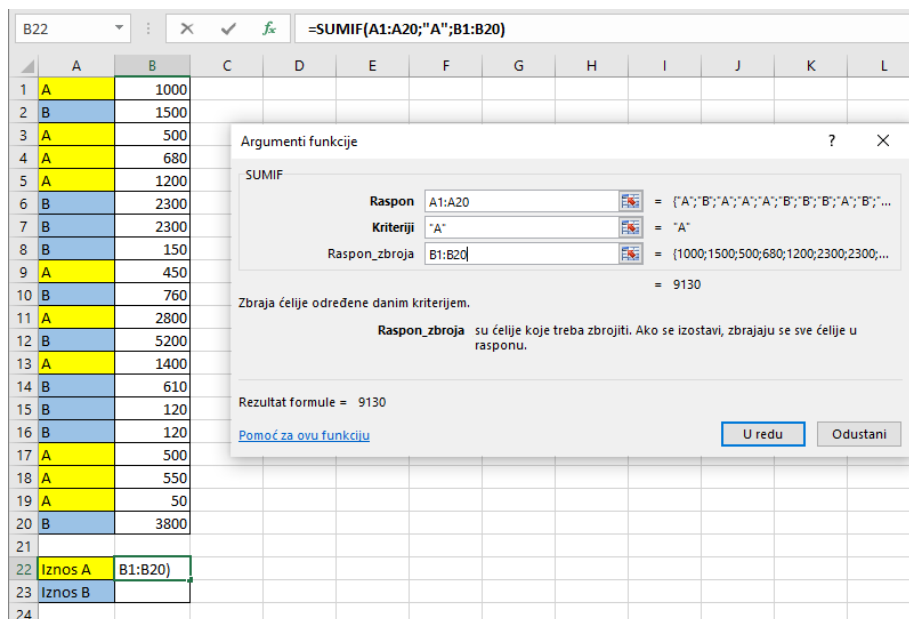 B22 fx =SUMIF(A1:A20;"A";B1:B20)
A B C D E F G H I J K L
1 A 1000
2 B 1500
3 A 500
4 A 680
5 A 1200
6 B 2300
7 B 2300
8 B 150
9 A 450
10 B 760
11 A 2800
12 B 5200
13 A 1400
14 B 610
15 B 120
16 B 120
17 A 500
18 A 550
19 A 50
20 B 3800
21
22 Iznos A B1:B20)
23 Iznos B
24
Argumenti funkcije ?
SUMIF
Raspon A1:A20 = {"A";"B";"A";"A";"A";"B";"B";"B";"A";"B";"...
Kriteriji "A" = "A"
Raspon_zbroja B1:B20 = {1000;1500;500;680;1200;2300;2300;...
= 9130
Zbraja ćelije određene danim kriterijem.
Raspon_zbroja su ćelije koje treba zbrojiti. Ako se izostavi, zbrajaju se sve ćelije u
rasponu.
Rezultat formule = 9130
Pomoć za ovu funkciju
U redu Odustani